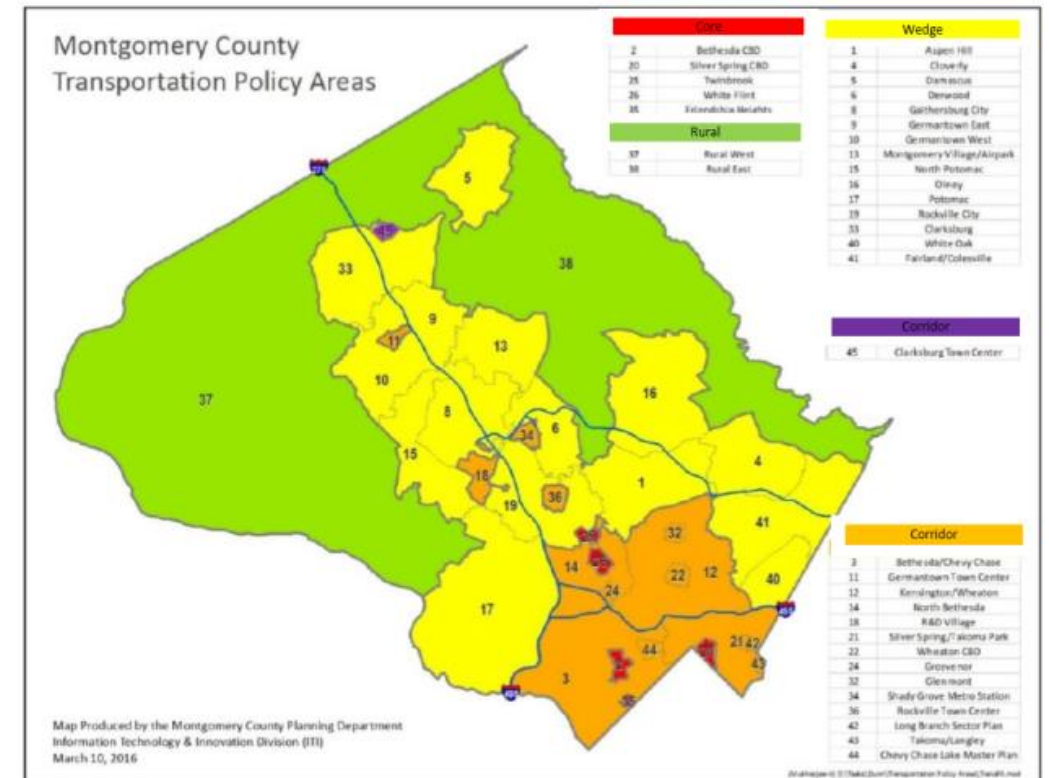 Montgomery County
Transportation Policy Areas
Core
2 Bethesda CBD
20 Silver Spring CBD
25 Twinbrook
26 White Flint
35 Friendship Heights
Rural
37 Rural West
38 Rural East
Wedge
1 Aspen Hill
4 Cloverly
5 Damascus
6 Derwood
8 Gaithersburg City
9 Germantown East
10 Germantown West
13 Montgomery Village/Airpark
15 North Potomac
16 Olney
17 Potomac
19 Rockville City
33 Clarksburg
40 White Oak
41 Fairland/Colesville
Corridor
45 Clarksburg Town Center
Corridor
3 Bethesda/Chevy Chase
11 Germantown Town Center
12 Kensington/Wheaton
14 North Bethesda
18 R&D Village
21 Silver Spring/Takoma Park
22 Wheaton CBD
24 Grosvenor
32 Glenmont
34 Shady Grove Metro Station
36 Rockville Town Center
42 Long Branch Sector Plan
43 Takoma/Langley
44 Chevy Chase Lake Master Plan
5
45
33
38
9
11
13
10
16
37
8
6
34
15
4
18
1
36
19
41
32
14
22
12
40
24
17
21
42
44
43
3
35
495
Map Produced by the Montgomery County Planning Department
Information Technology & Innovation Division (ITI)
March 10, 2016